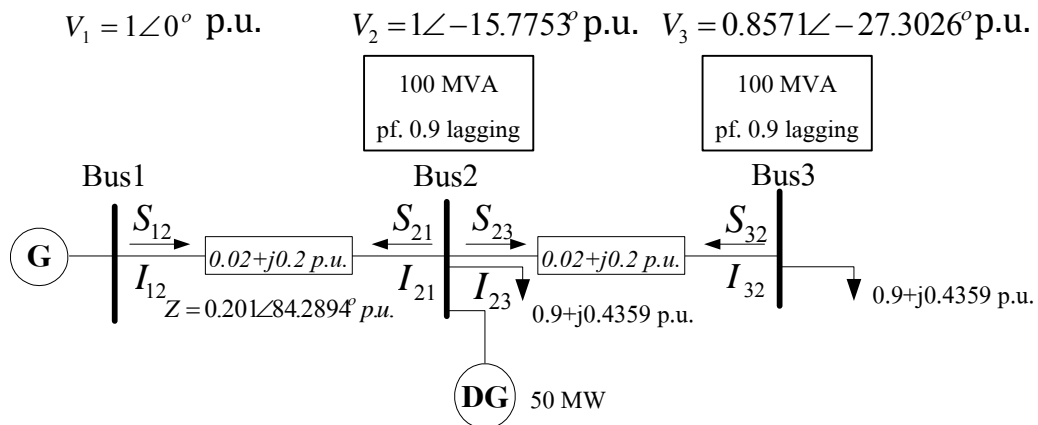 V₁ = 1∠0° p.u. V₂ = 1∠−15.7753° p.u. V₃ = 0.8571∠−27.3026° p.u.
100 MVA
pf. 0.9 lagging
100 MVA
pf. 0.9 lagging
Bus1
Bus2
Bus3
S₁₂
S₂₁
S₂₃
S₃₂
G
0.02+j0.2 p.u.
0.02+j0.2 p.u.
I₁₂
I₂₁
I₂₃
I₃₂
Z = 0.201∠84.2894° p.u.
0.9+j0.4359 p.u.
0.9+j0.4359 p.u.
DG
50 MW